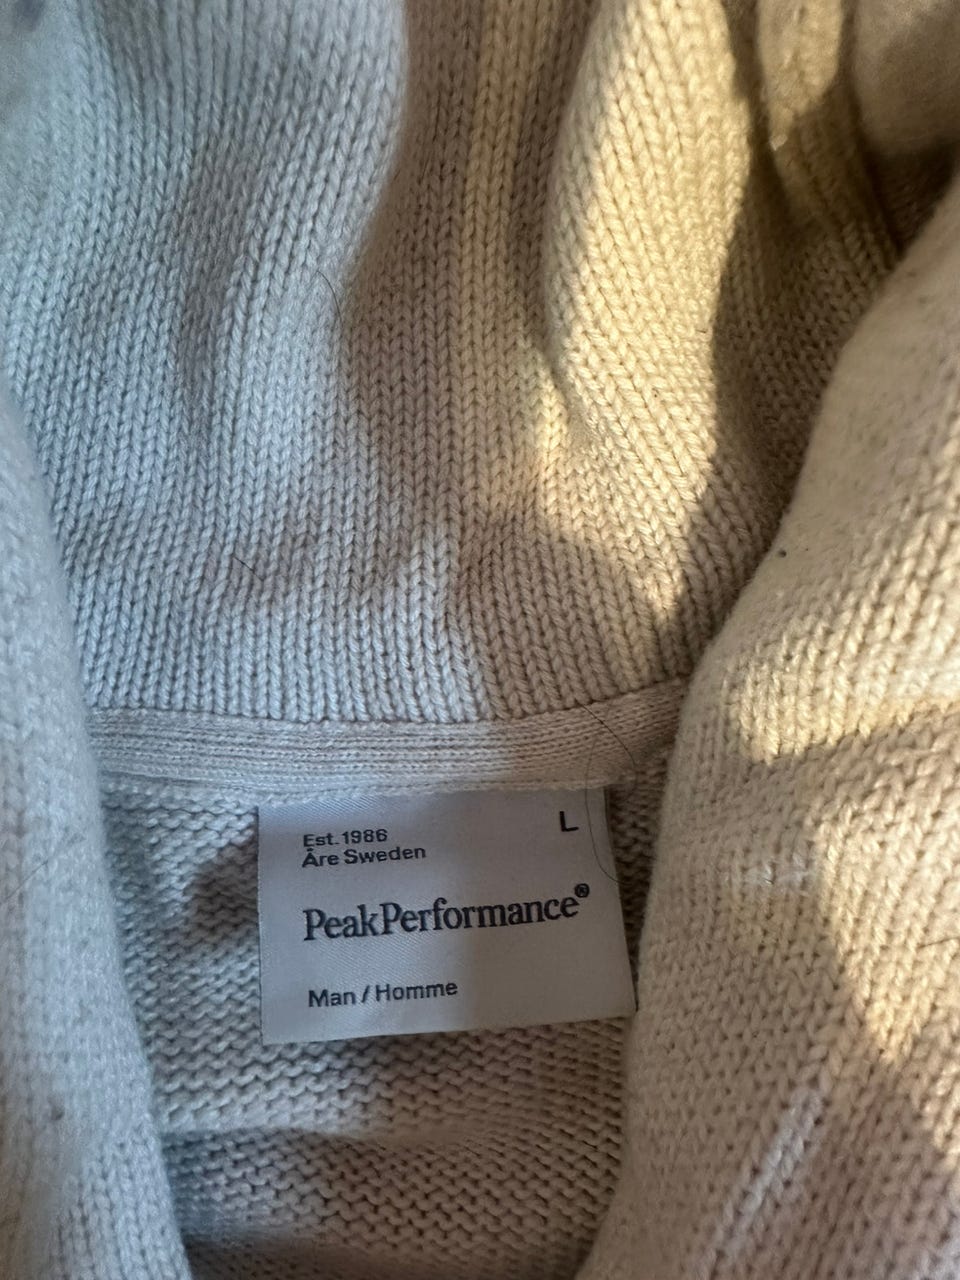 L
Est. 1986
Åre Sweden
PeakPerformance®
Man / Homme